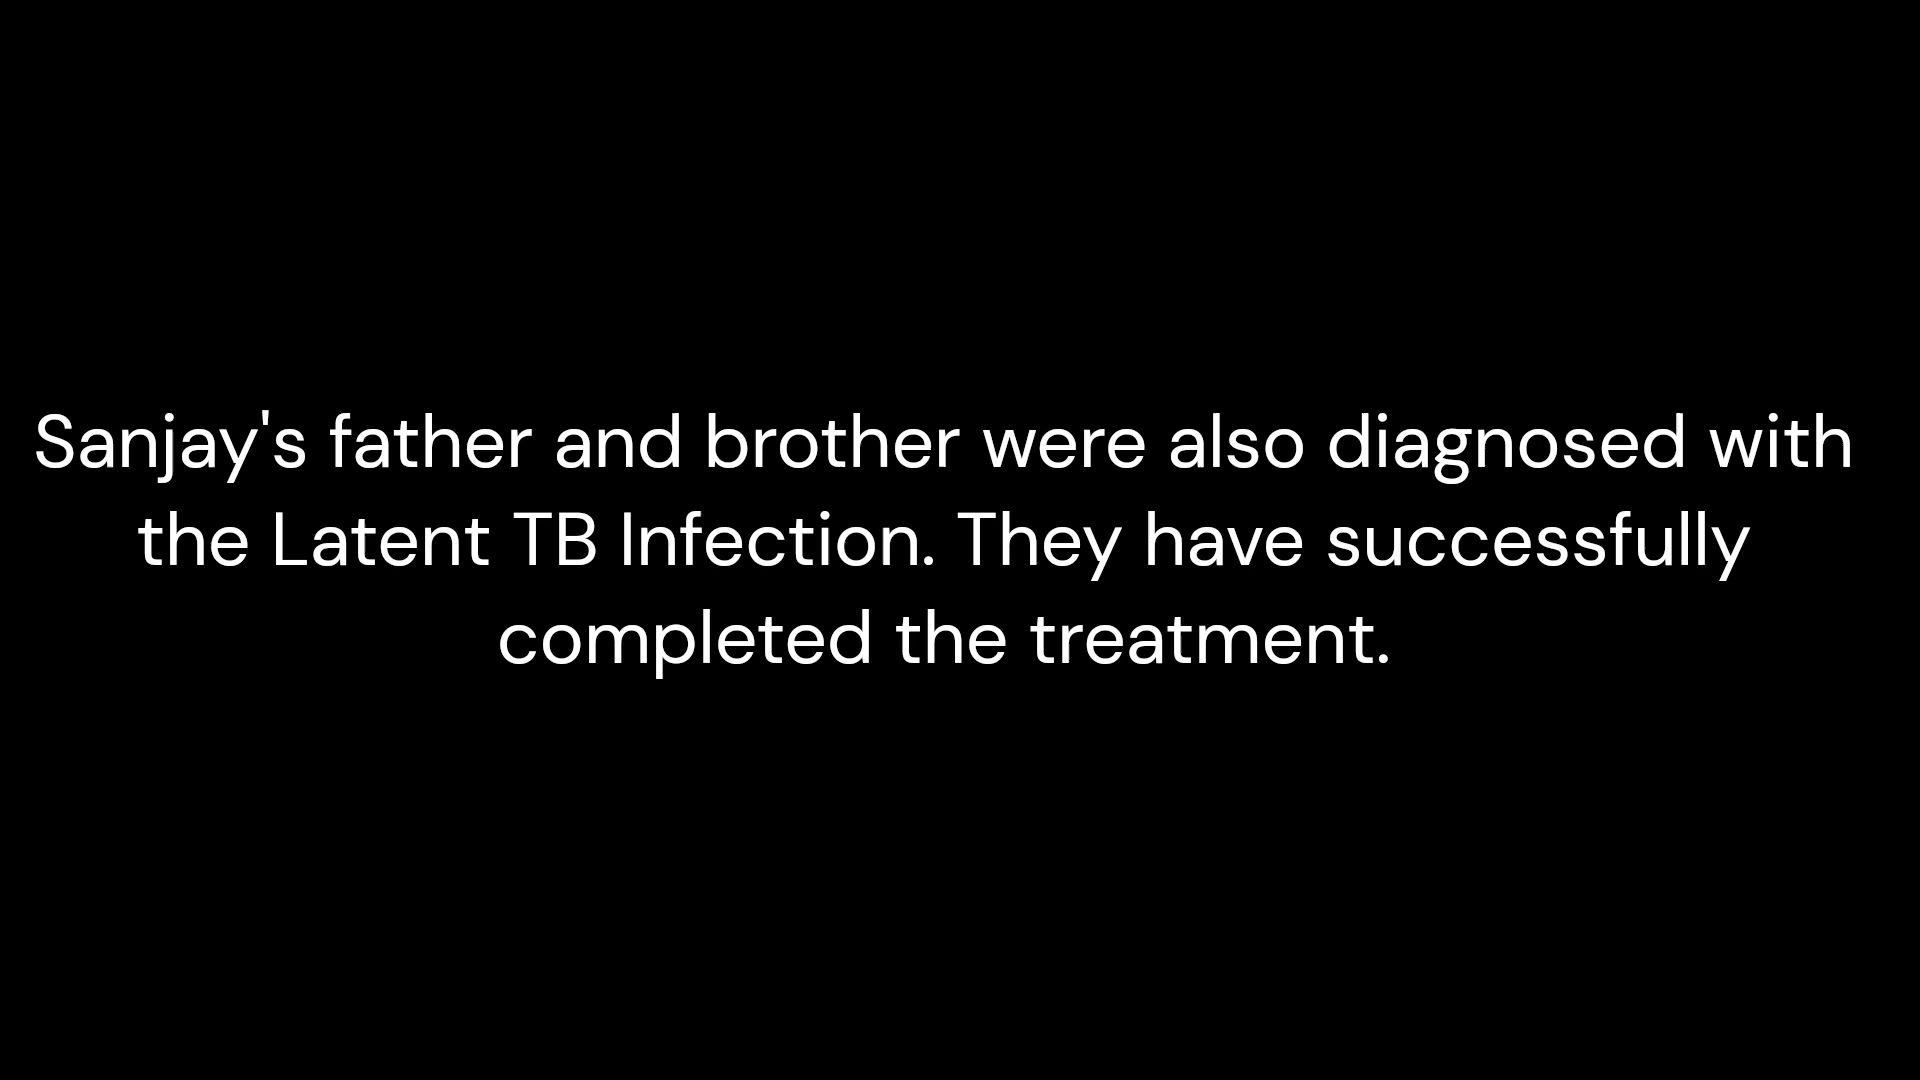 Sanjay's father and brother were also diagnosed with
the Latent TB Infection. They have successfully
completed the treatment.